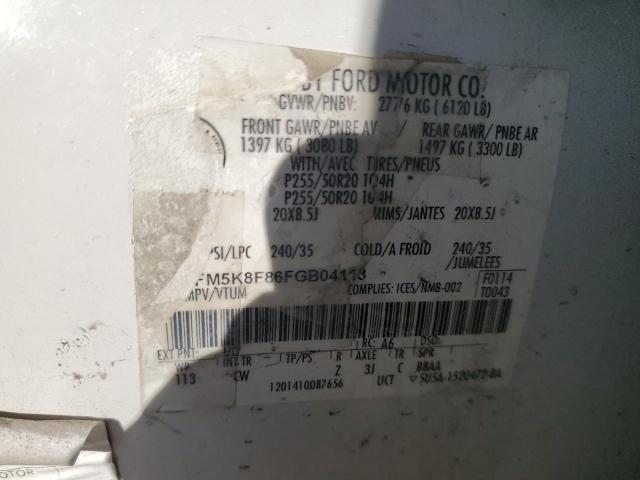 BY FORD MOTOR CO.
GVWR/PNBV: 2776 KG ( 6120 LB)
FRONT GAWR/PNBE AV / REAR GAWR/ PNBE AR
1397 KG ( 3080 LB) 1497 KG ( 3300 LB)
WITH/AVEC TIRES/PNEUS
P255/50R20 104H
P255/50R20 104H
20X8.5J RIMS/JANTES 20X8.5J
PSI/LPC 240/35 COLD/A FROID 240/35
/JUMELEES
FM5K8F86FGB04113 F0114
MPV/VTUM COMPLIES: ICES/NMB-002 T0043
RC: A6 DSO:
EXT PNT: INT TR TP/PS R AXLE TR SPR
113 CW Z 3J C BBAA
1201410087656 UCT ▽5USA-1520472-BA
OTOR